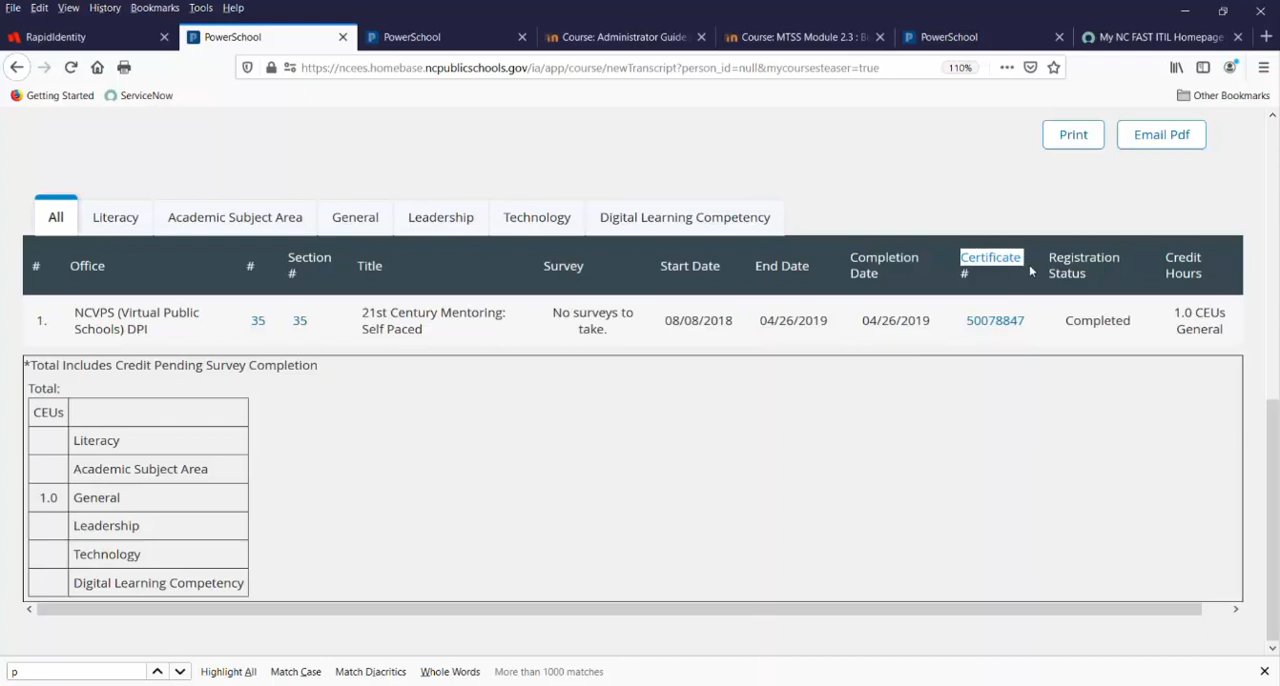 File Edit View History Bookmarks Tools Help
RapidIdentity PowerSchool PowerSchool Course: Administrator Guide Course: MTSS Module 2.3 : B PowerSchool My NC FAST ITIL Homepage
https://ncees.homebase.ncpublicschools.gov/ia/app/course/newTranscript?person_id=null&mycoursesteaser=true 110%
Getting Started ServiceNow Other Bookmarks
Print Email Pdf
All Literacy Academic Subject Area General Leadership Technology Digital Learning Competency
# Office # Section # Title Survey Start Date End Date Completion Date Certificate # Registration Status Credit Hours
1. NCVPS (Virtual Public Schools) DPI 35 35 21st Century Mentoring: Self Paced No surveys to take. 08/08/2018 04/26/2019 04/26/2019 50078847 Completed 1.0 CEUs General
*Total Includes Credit Pending Survey Completion
Total:
CEUs
Literacy
Academic Subject Area
1.0 General
Leadership
Technology
Digital Learning Competency
p Highlight All Match Case Match Diacritics Whole Words More than 1000 matches